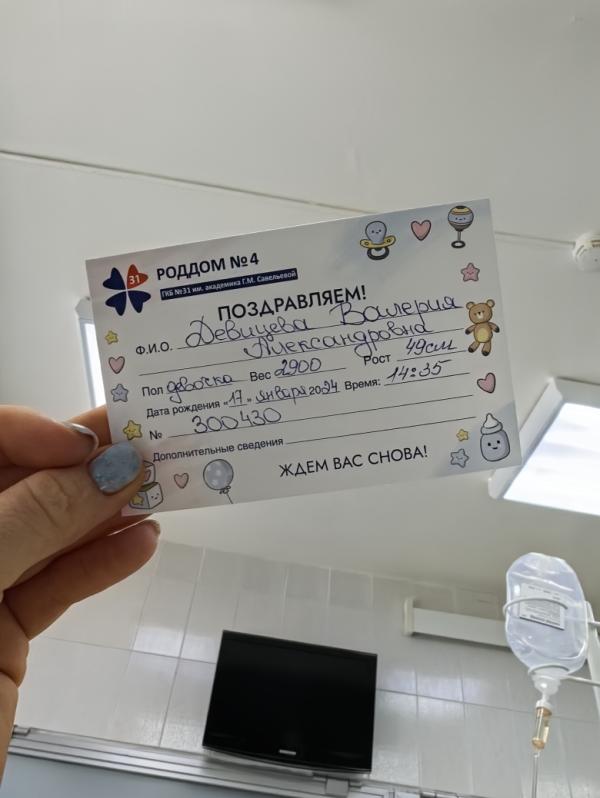 31
РОДДОМ №4
ГКБ №31 им. академика Г.М. Савельевой
ПОЗДРАВЛЯЕМ!
Ф.И.О. Девицева Валерия
Александровна
Пол девочка Вес 2900 Рост 49см
Дата рождения «17» января 2024 Время: 14:35
№ 300430
Дополнительные сведения
ЖДЕМ ВАС СНОВА!